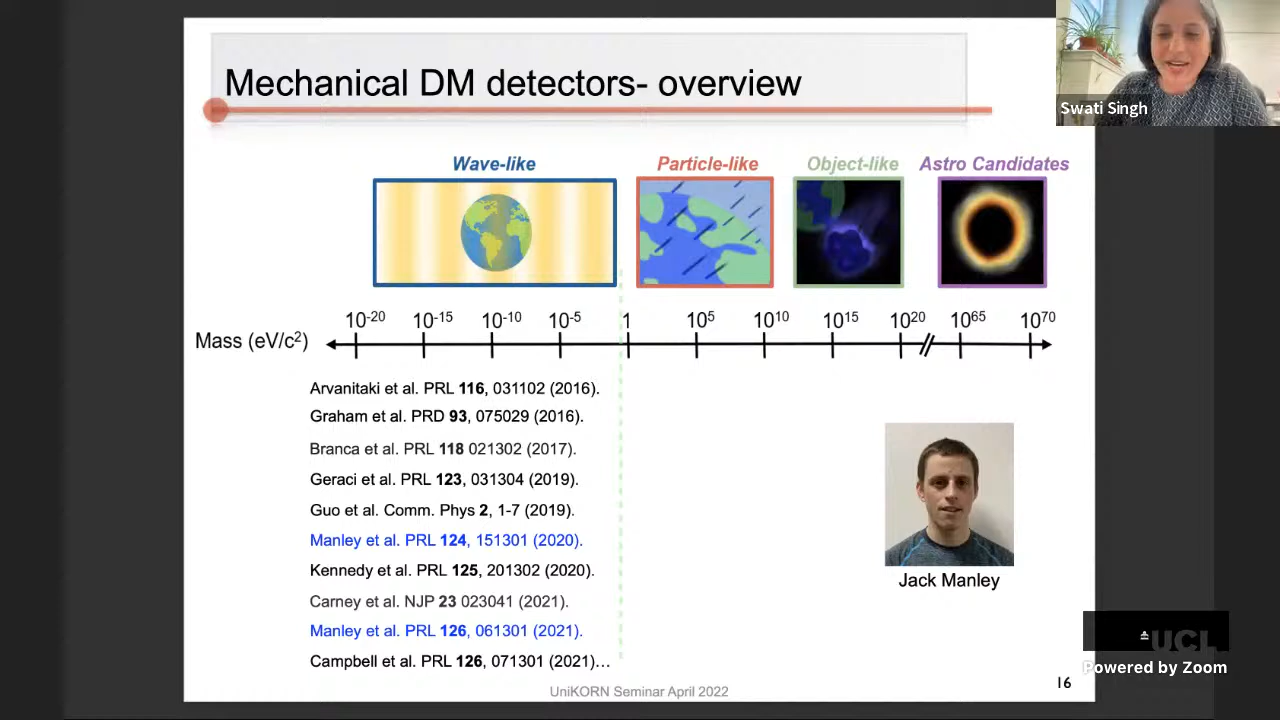 Mechanical DM detectors- overview
Swati Singh
Wave-like Particle-like Object-like Astro Candidates
10-20 10-15 10-10 10-5 1 105 1010 1015 1020 1065 1070
Mass (eV/c2)
Arvanitaki et al. PRL 116, 031102 (2016).
Graham et al. PRD 93, 075029 (2016).
Branca et al. PRL 118 021302 (2017).
Geraci et al. PRL 123, 031304 (2019).
Guo et al. Comm. Phys 2, 1-7 (2019).
Manley et al. PRL 124, 151301 (2020).
Kennedy et al. PRL 125, 201302 (2020).
Carney et al. NJP 23 023041 (2021).
Manley et al. PRL 126, 061301 (2021).
Campbell et al. PRL 126, 071301 (2021)…
Jack Manley
UCL
Powered by Zoom
UniKORN Seminar April 2022
16